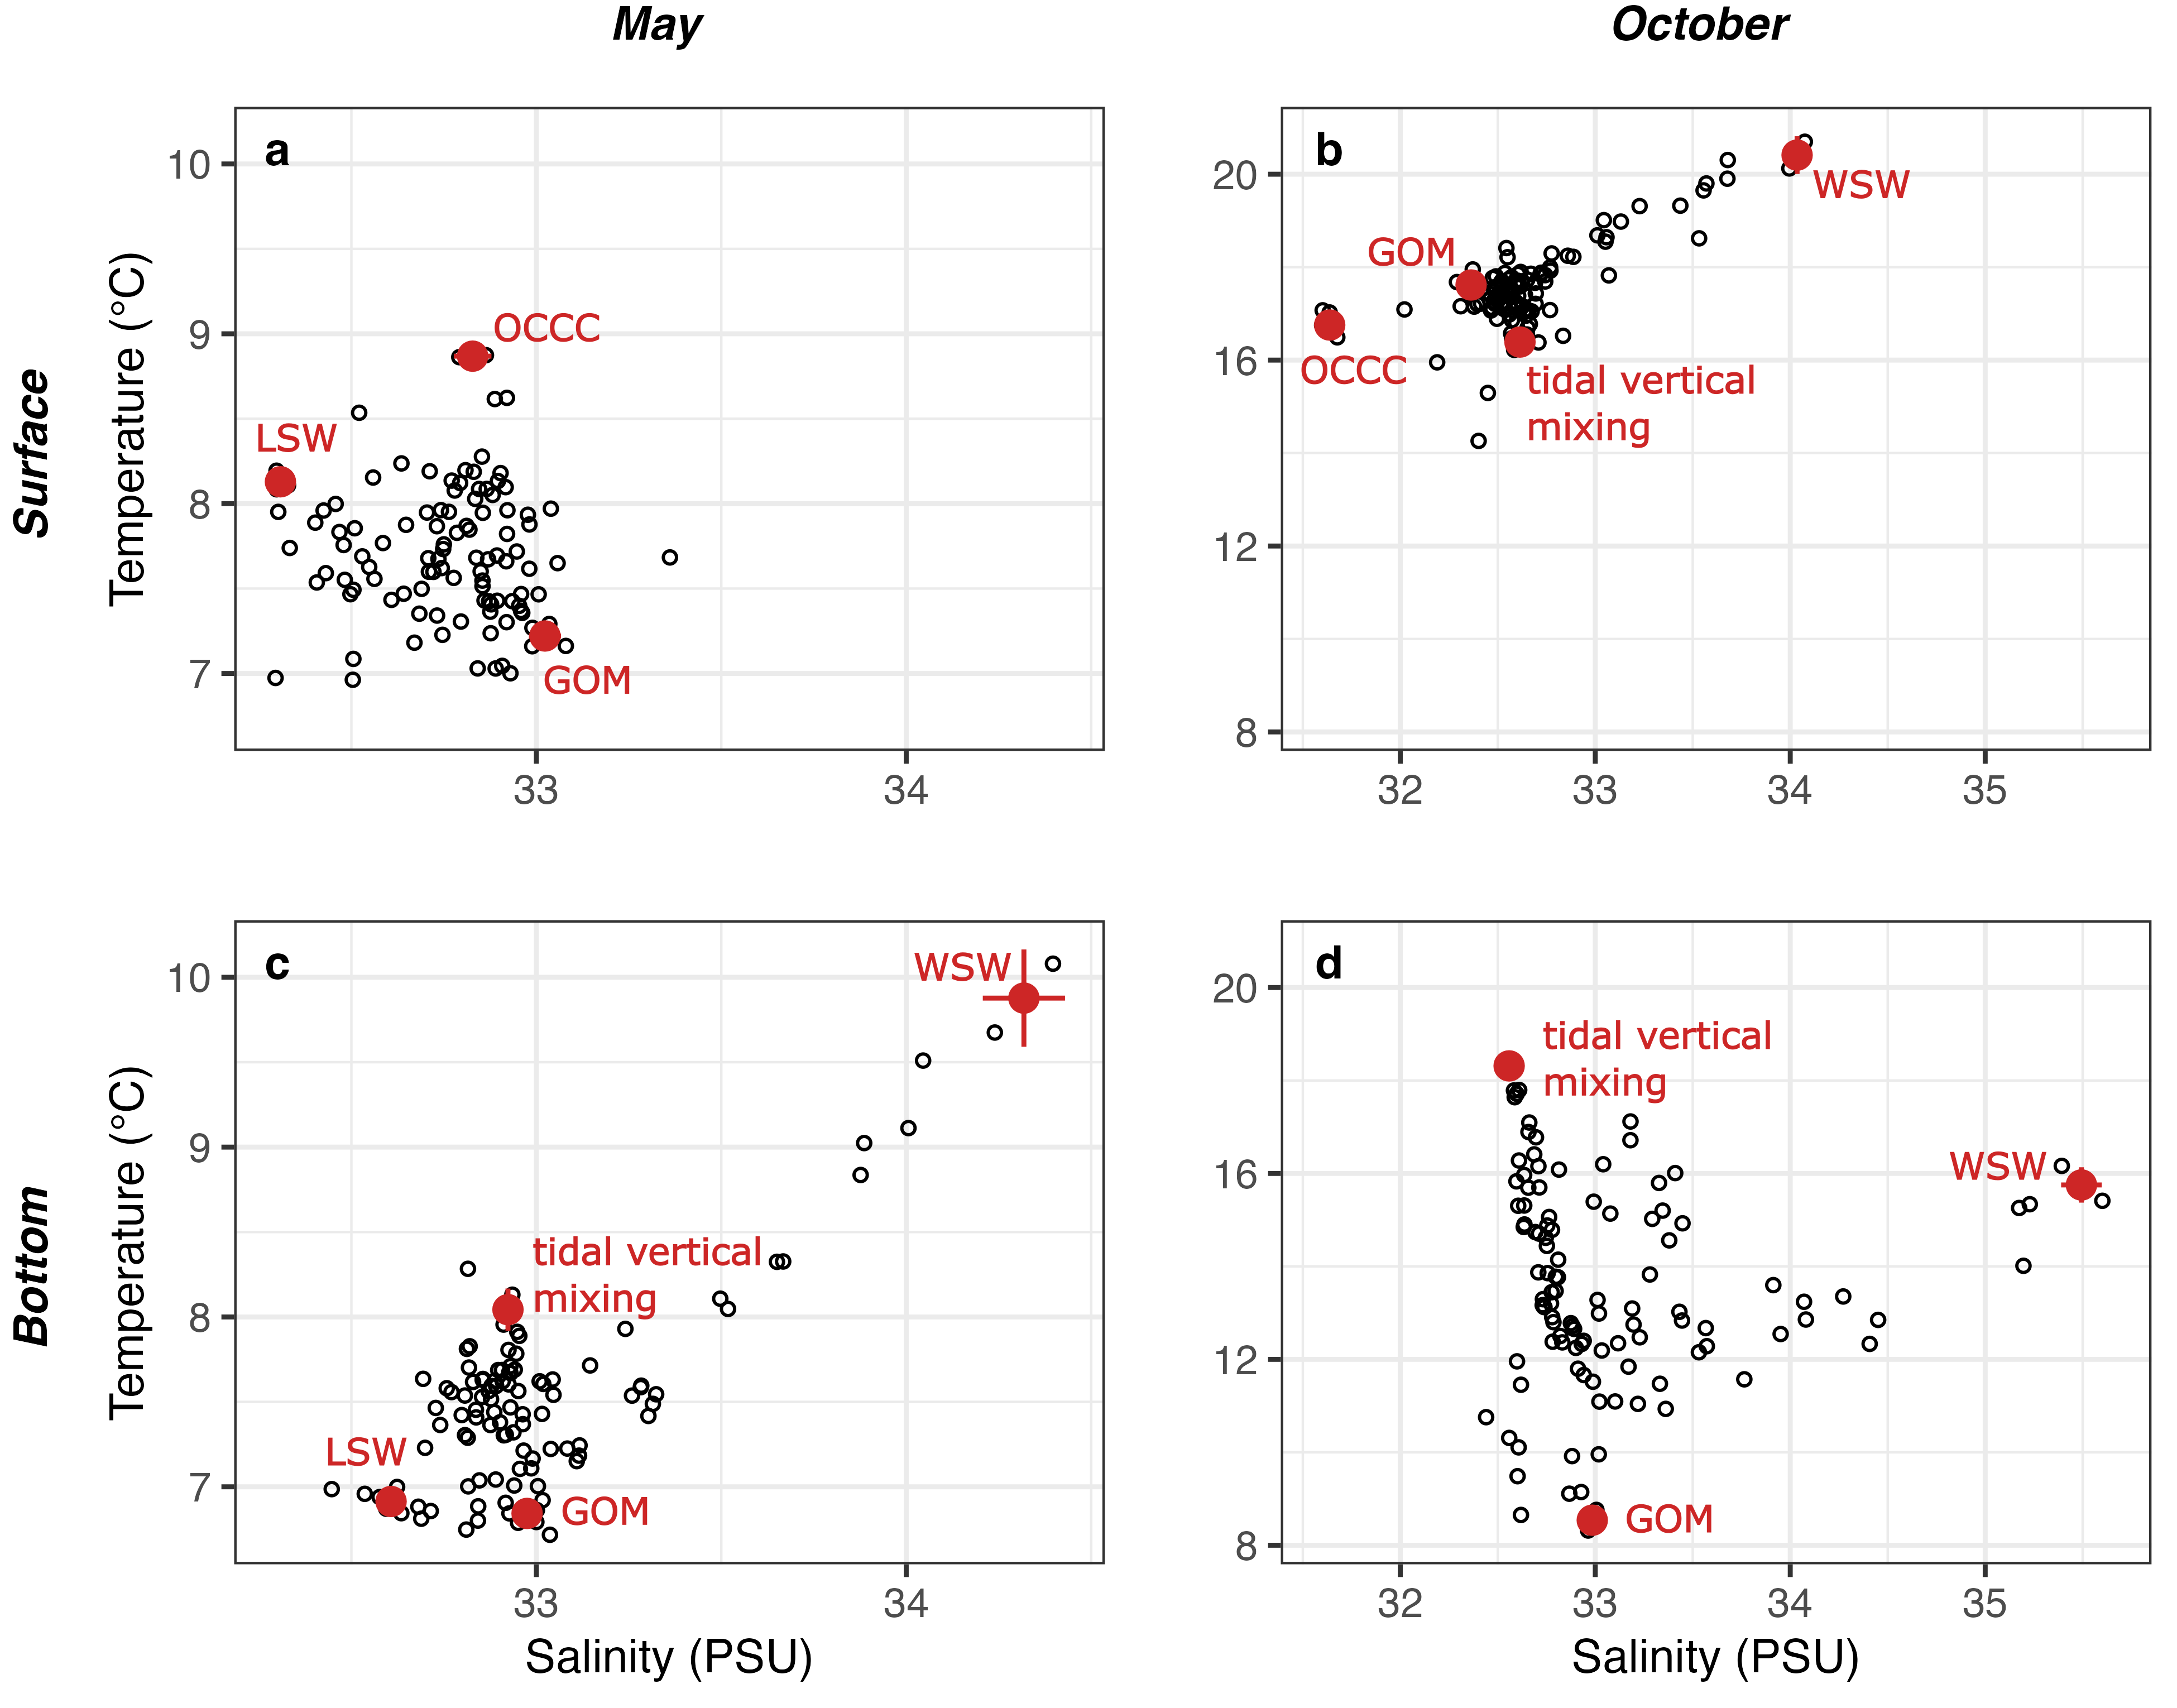 May
October
Surface
Temperature (°C)
a
10
9
8
7
33
34
OCCC
LSW
GOM
b
20
16
12
8
32
33
34
35
WSW
GOM
OCCC
tidal vertical
mixing
Bottom
Temperature (°C)
c
10
9
8
7
33
34
WSW
tidal vertical
mixing
LSW
GOM
Salinity (PSU)
d
20
16
12
8
32
33
34
35
tidal vertical
mixing
WSW
GOM
Salinity (PSU)